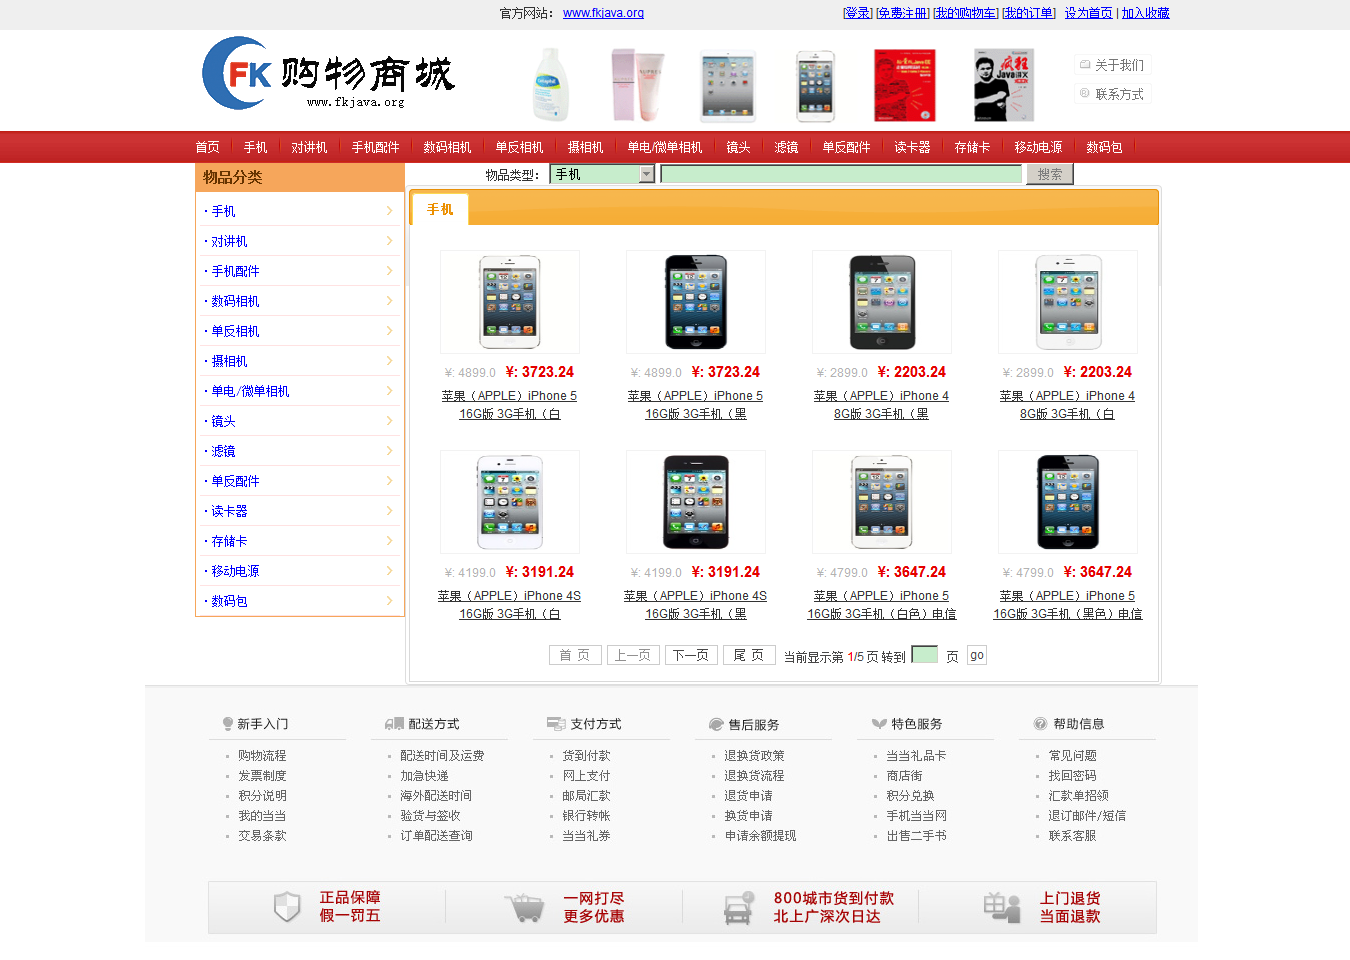 官方网站： www.fkjava.org [登录] [免费注册] [我的购物车] [我的订单] 设为首页 | 加入收藏
FK 购物商城
www.fkjava.org
关于我们
联系方式
首页 手机 对讲机 手机配件 数码相机 单反相机 摄相机 单电/微单相机 镜头 滤镜 单反配件 读卡器 存储卡 移动电源 数码包
物品分类
物品类型： 手机 搜索
手机
· 手机
· 对讲机
· 手机配件
· 数码相机
· 单反相机
· 摄相机
· 单电/微单相机
· 镜头
· 滤镜
· 单反配件
· 读卡器
· 存储卡
· 移动电源
· 数码包
¥: 4899.0 ¥: 3723.24
苹果（APPLE）iPhone 5
16G版 3G手机（白
¥: 4899.0 ¥: 3723.24
苹果（APPLE）iPhone 5
16G版 3G手机（黑
¥: 2899.0 ¥: 2203.24
苹果（APPLE）iPhone 4
8G版 3G手机（黑
¥: 2899.0 ¥: 2203.24
苹果（APPLE）iPhone 4
8G版 3G手机（白
¥: 4199.0 ¥: 3191.24
苹果（APPLE）iPhone 4S
16G版 3G手机（白
¥: 4199.0 ¥: 3191.24
苹果（APPLE）iPhone 4S
16G版 3G手机（黑
¥: 4799.0 ¥: 3647.24
苹果（APPLE）iPhone 5
16G版 3G手机（白色）电信
¥: 4799.0 ¥: 3647.24
苹果（APPLE）iPhone 5
16G版 3G手机（黑色）电信
首 页 上一页 下一页 尾 页 当前显示第 1/5 页 转到 页 go
新手入门
购物流程
发票制度
积分说明
我的当当
交易条款
配送方式
配送时间及运费
加急快递
海外配送时间
验货与签收
订单配送查询
支付方式
货到付款
网上支付
邮局汇款
银行转帐
当当礼券
售后服务
退换货政策
退换货流程
退货申请
换货申请
申请余额提现
特色服务
当当礼品卡
商店街
积分兑换
手机当当网
出售二手书
帮助信息
常见问题
找回密码
汇款单招领
退订邮件/短信
联系客服
正品保障
假一罚五
一网打尽
更多优惠
800城市货到付款
北上广深次日达
上门退货
当面退款